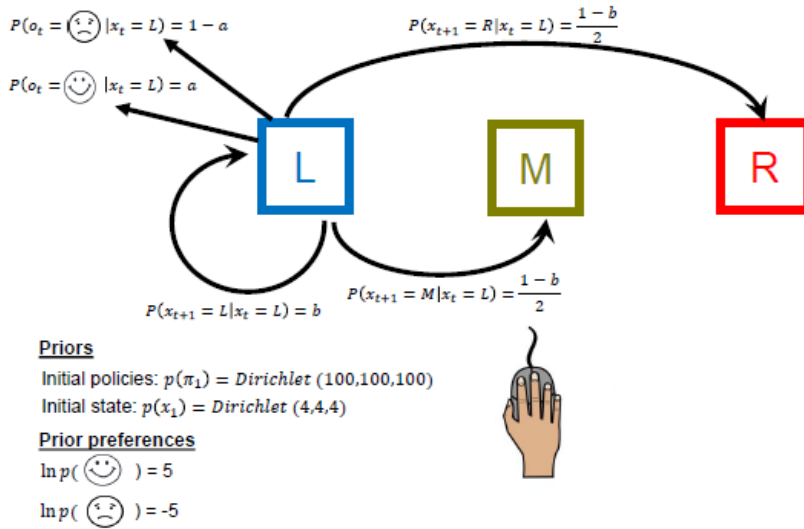 P(o_t = ☹ |x_t = L) = 1 − a
P(x_{t+1} = R|x_t = L) = (1 − b)/2
P(o_t = ☺ |x_t = L) = a
L
M
R
P(x_{t+1} = M|x_t = L) = (1 − b)/2
P(x_{t+1} = L|x_t = L) = b
Priors
Initial policies: p(π_1) = Dirichlet (100,100,100)
Initial state: p(x_1) = Dirichlet (4,4,4)
Prior preferences
ln p( ☺ ) = 5
ln p( ☹ ) = -5